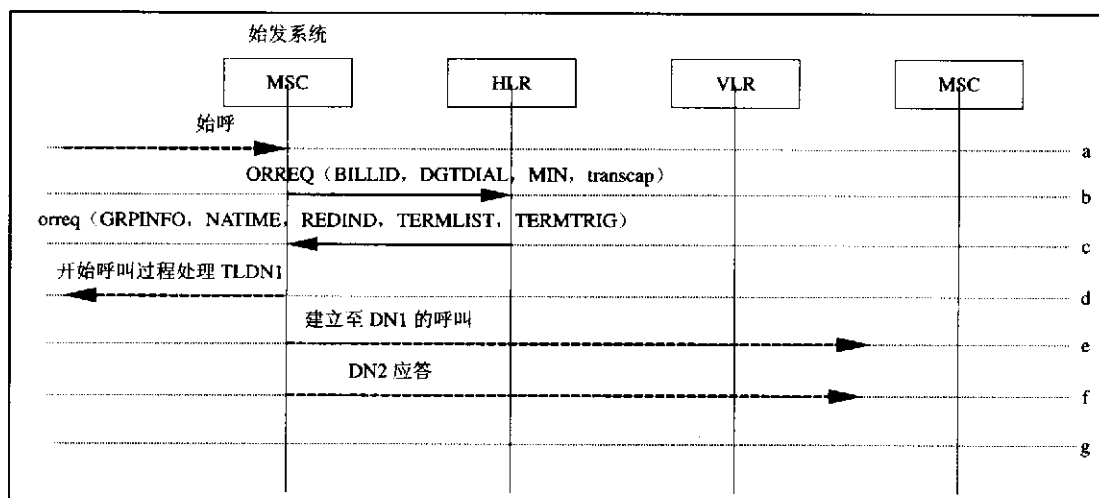 始发系统
MSC
HLR
VLR
MSC
始呼
a
ORREQ（BILLID，DGTDIAL，MIN，transcap）
b
orreq（GRPINFO，NATIME，REDIND，TERMLIST，TERMTRIG）
c
开始呼叫过程处理 TLDN1
d
建立至 DN1 的呼叫
e
DN2 应答
f
g